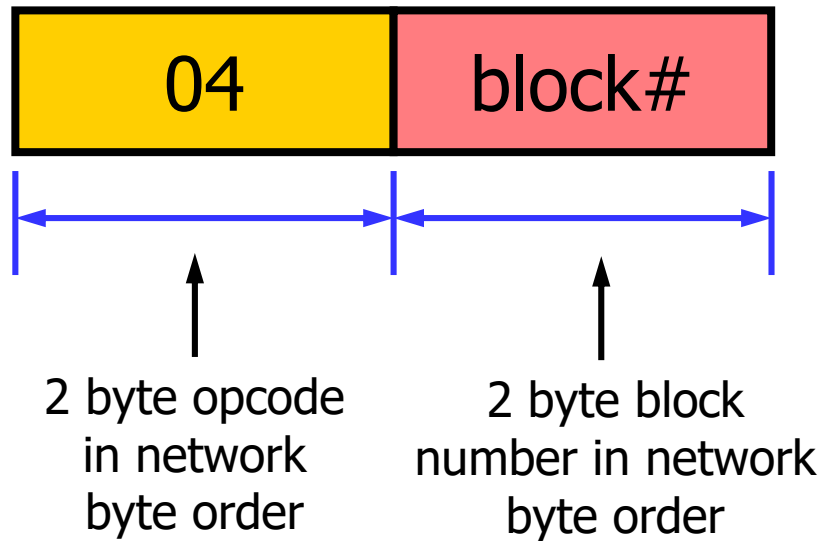 04
block#
2 byte opcode
in network
byte order
2 byte block
number in network
byte order